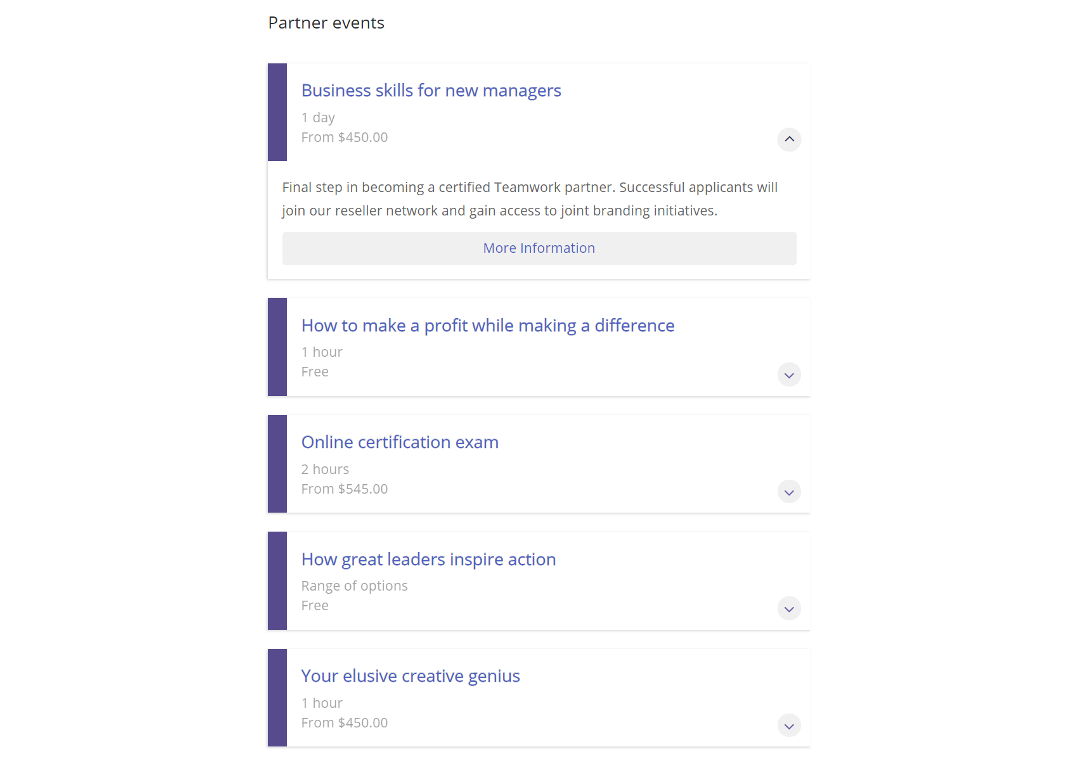 Partner events
Business skills for new managers
1 day
From $450.00
Final step in becoming a certified Teamwork partner. Successful applicants will
join our reseller network and gain access to joint branding initiatives.
More Information
How to make a profit while making a difference
1 hour
Free
Online certification exam
2 hours
From $545.00
How great leaders inspire action
Range of options
Free
Your elusive creative genius
1 hour
From $450.00